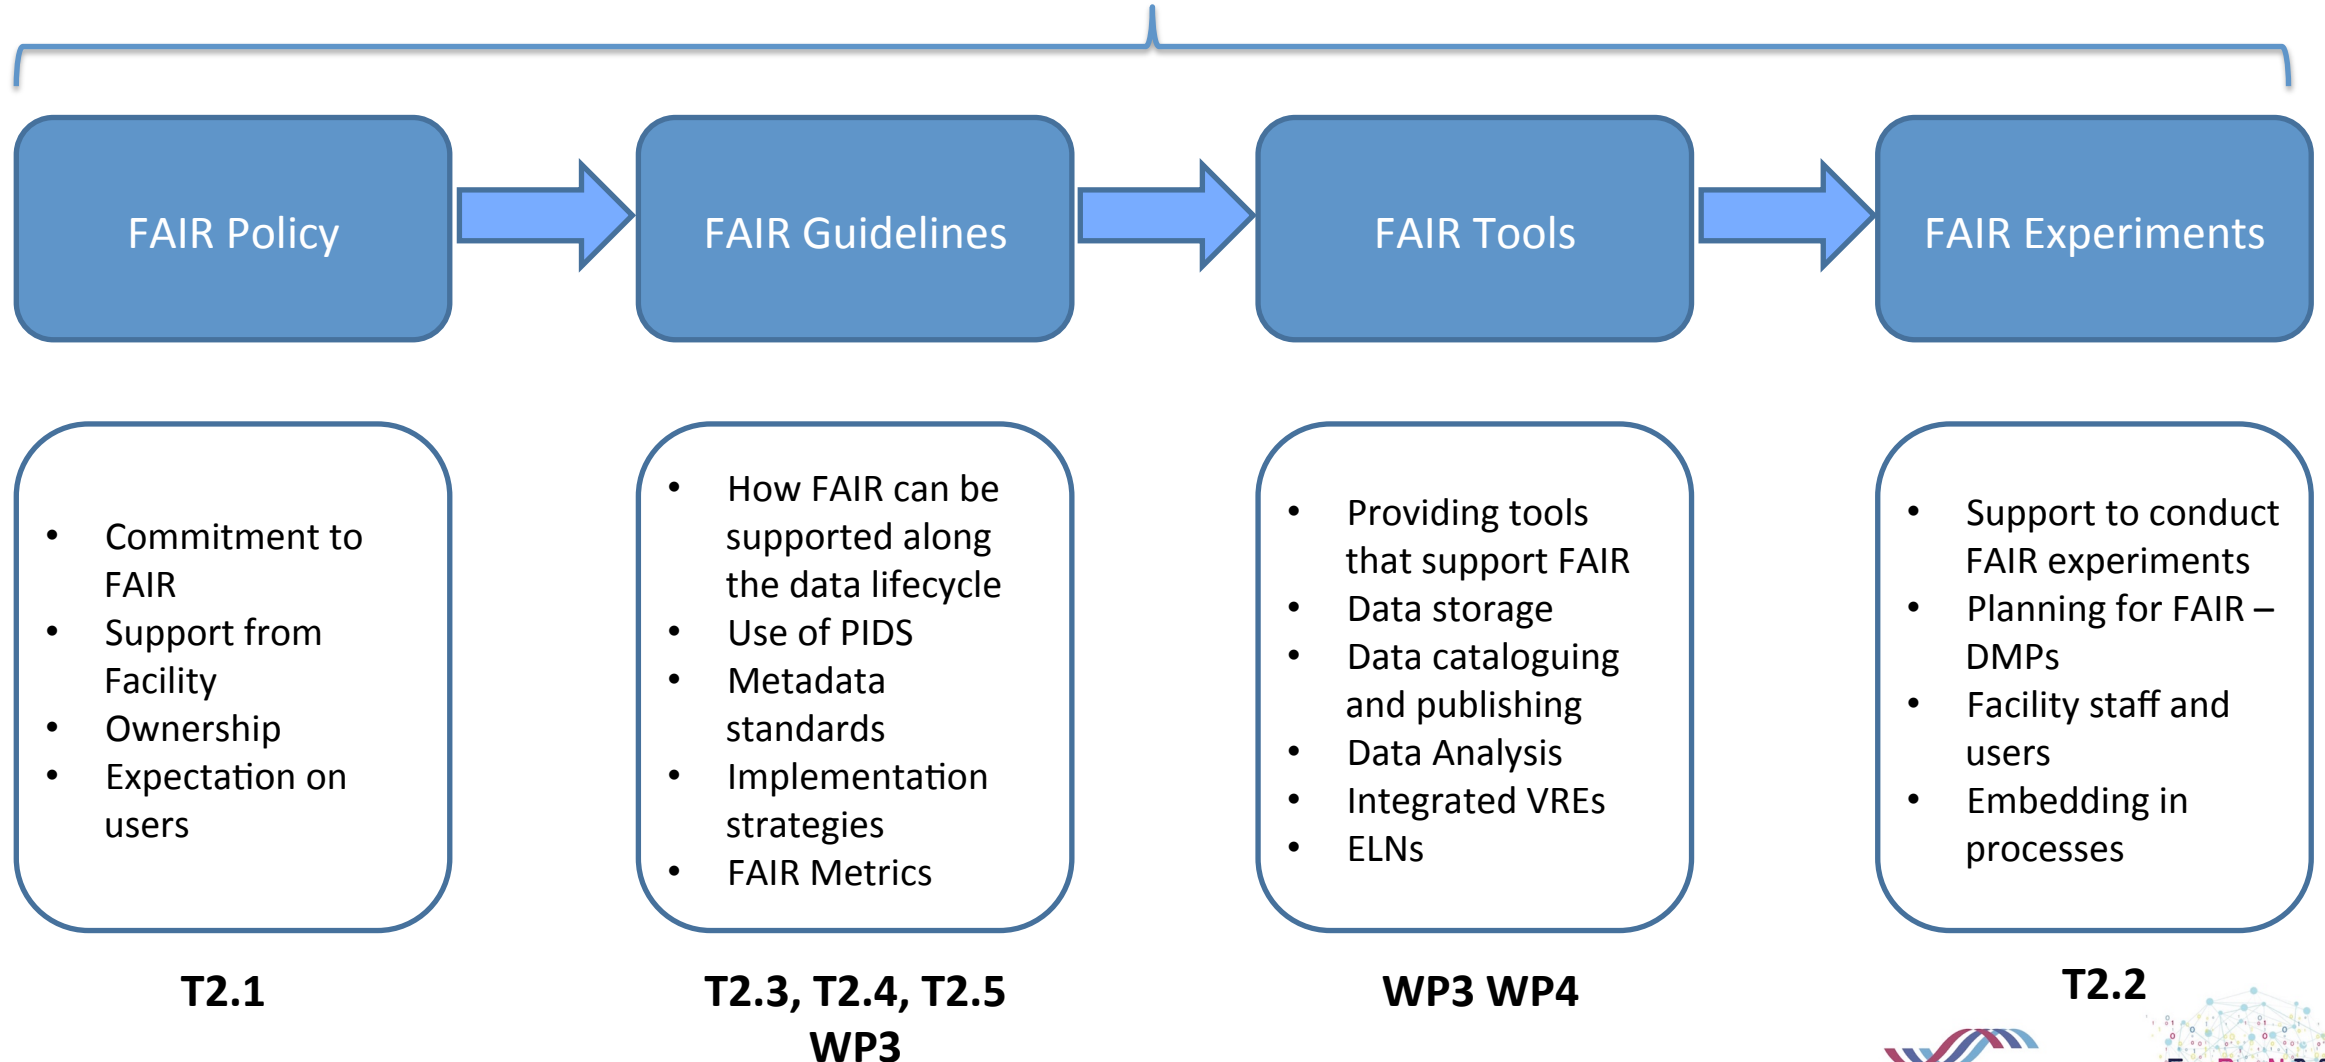 FAIR Policy
FAIR Guidelines
FAIR Tools
FAIR Experiments
• Commitment to
FAIR
• Support from
Facility
• Ownership
• Expectation on
users
• How FAIR can be
supported along
the data lifecycle
• Use of PIDS
• Metadata
standards
• Implementation
strategies
• FAIR Metrics
• Providing tools
that support FAIR
• Data storage
• Data cataloguing
and publishing
• Data Analysis
• Integrated VREs
• ELNs
• Support to conduct
FAIR experiments
• Planning for FAIR –
DMPs
• Facility staff and
users
• Embedding in
processes
T2.1
T2.3, T2.4, T2.5
WP3
WP3 WP4
T2.2